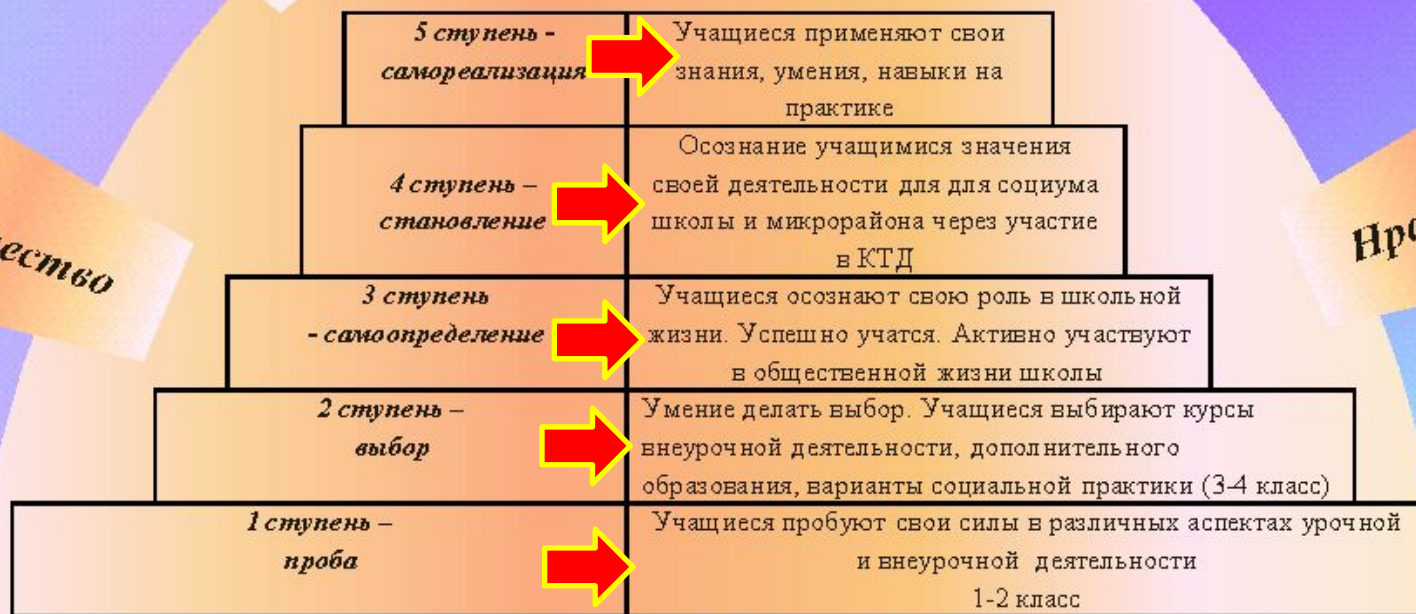 5 ступень -
самореализация
Учащиеся применяют свои
знания, умения, навыки на
практике
4 ступень –
становление
Осознание учащимися значения
своей деятельности для для социума
школы и микрорайона через участие
в КТД
3 ступень
- самоопределение
Учащиеся осознают свою роль в школьной
жизни. Успешно учатся. Активно участвуют
в общественной жизни школы
2 ступень –
выбор
Умение делать выбор. Учащиеся выбирают курсы
внеурочной деятельности, дополнительного
образования, варианты социальной практики (3-4 класс)
1 ступень –
проба
Учащиеся пробуют свои силы в различных аспектах урочной
и внеурочной деятельности
1-2 класс